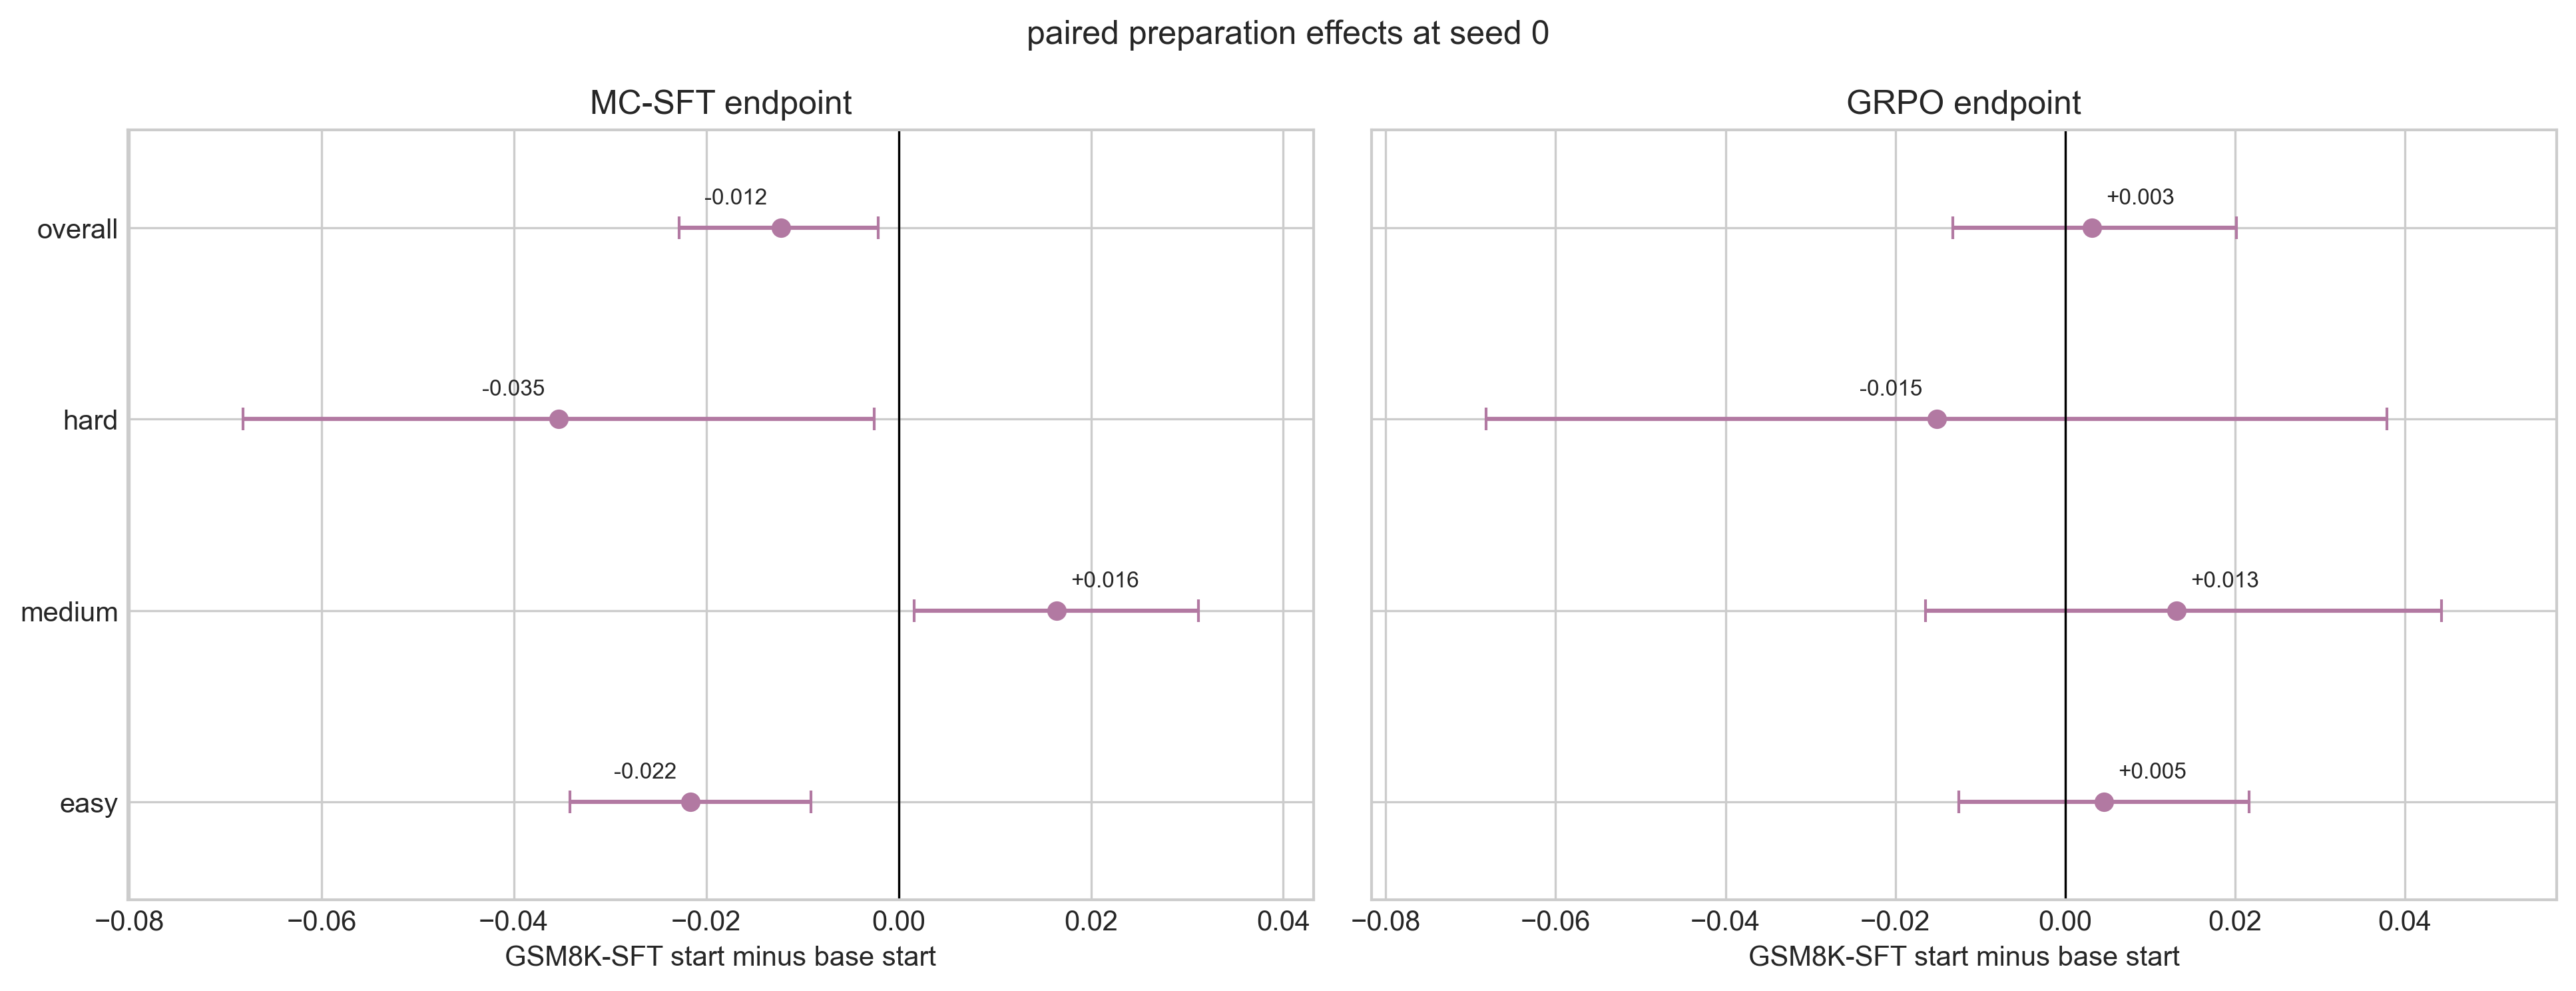 paired preparation effects at seed 0
MC-SFT endpoint
overall
hard
medium
easy
-0.012
-0.035
+0.016
-0.022
−0.08 −0.06 −0.04 −0.02 0.00 0.02 0.04
GSM8K-SFT start minus base start
GRPO endpoint
+0.003
-0.015
+0.013
+0.005
−0.08 −0.06 −0.04 −0.02 0.00 0.02 0.04
GSM8K-SFT start minus base start